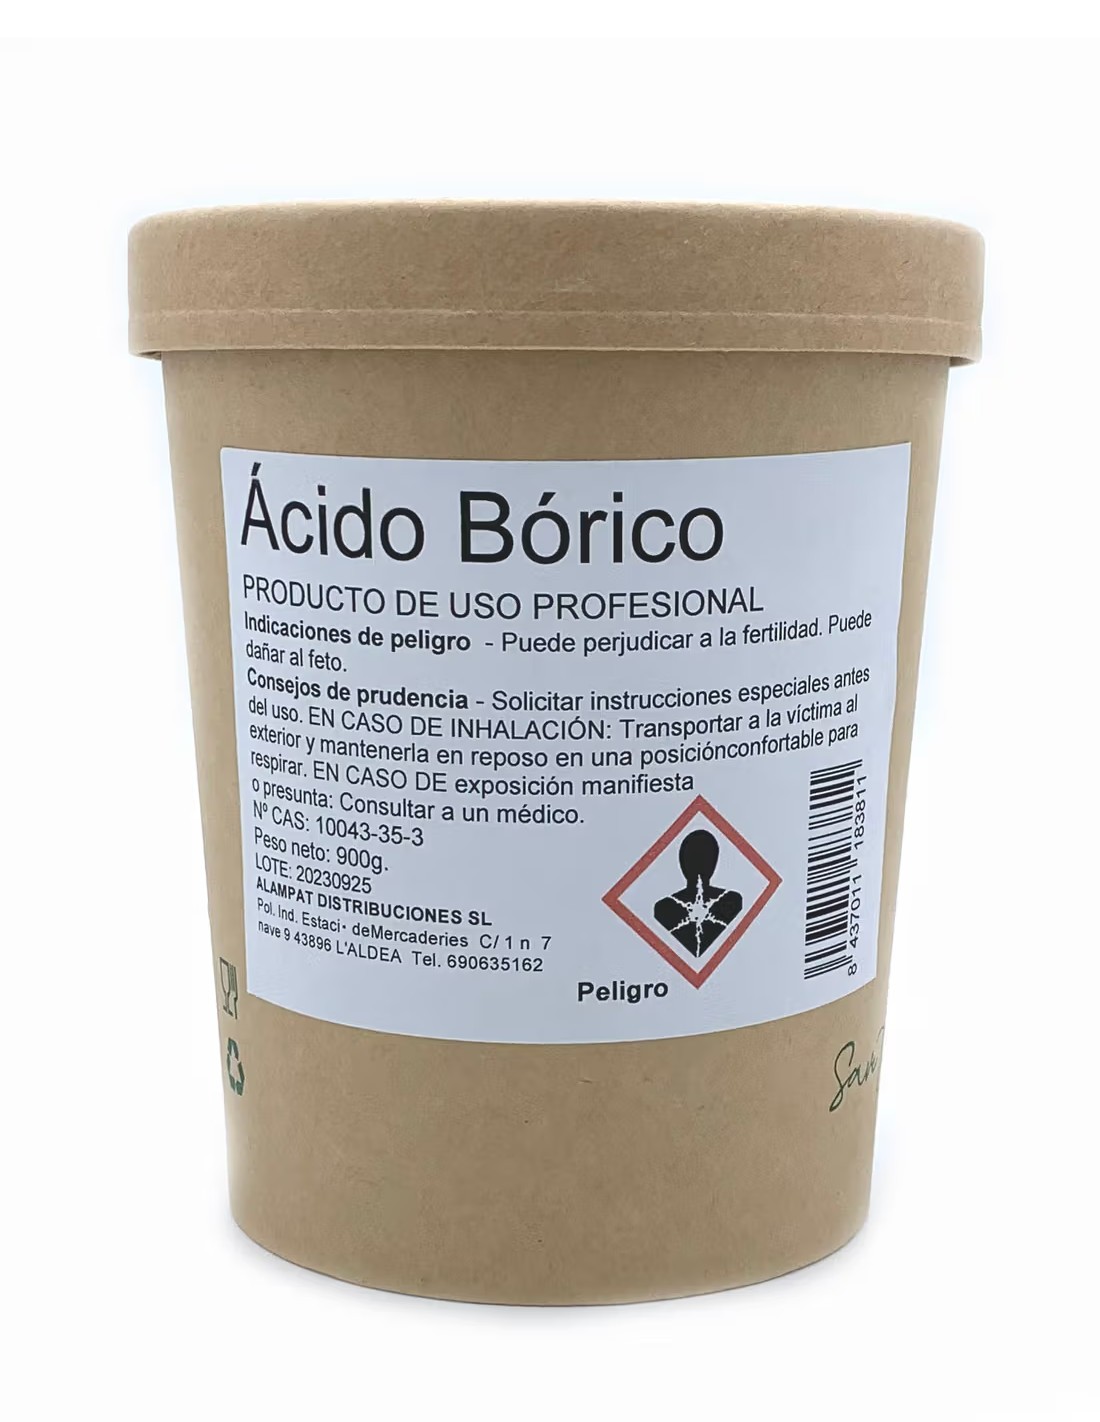 Ácido Bórico
PRODUCTO DE USO PROFESIONAL
Indicaciones de peligro - Puede perjudicar a la fertilidad. Puede
dañar al feto.
Consejos de prudencia - Solicitar instrucciones especiales antes
del uso. EN CASO DE INHALACIÓN: Transportar a la víctima al
exterior y mantenerla en reposo en una posiciónconfortable para
respirar. EN CASO DE exposición manifiesta
o presunta: Consultar a un médico.
Nº CAS: 10043-35-3
Peso neto: 900g.
LOTE: 20230925
ALAMPAT DISTRIBUCIONES SL
Pol. Ind. Estaci· deMercaderies C/ 1 n 7
nave 9 43896 L'ALDEA Tel. 690635162
Peligro
8 437011 183811
San